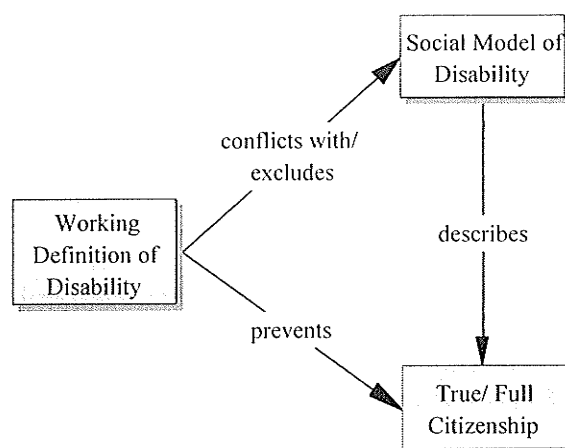 Social Model of
Disability
conflicts with/
excludes
Working
Definition of
Disability
describes
prevents
True/ Full
Citizenship